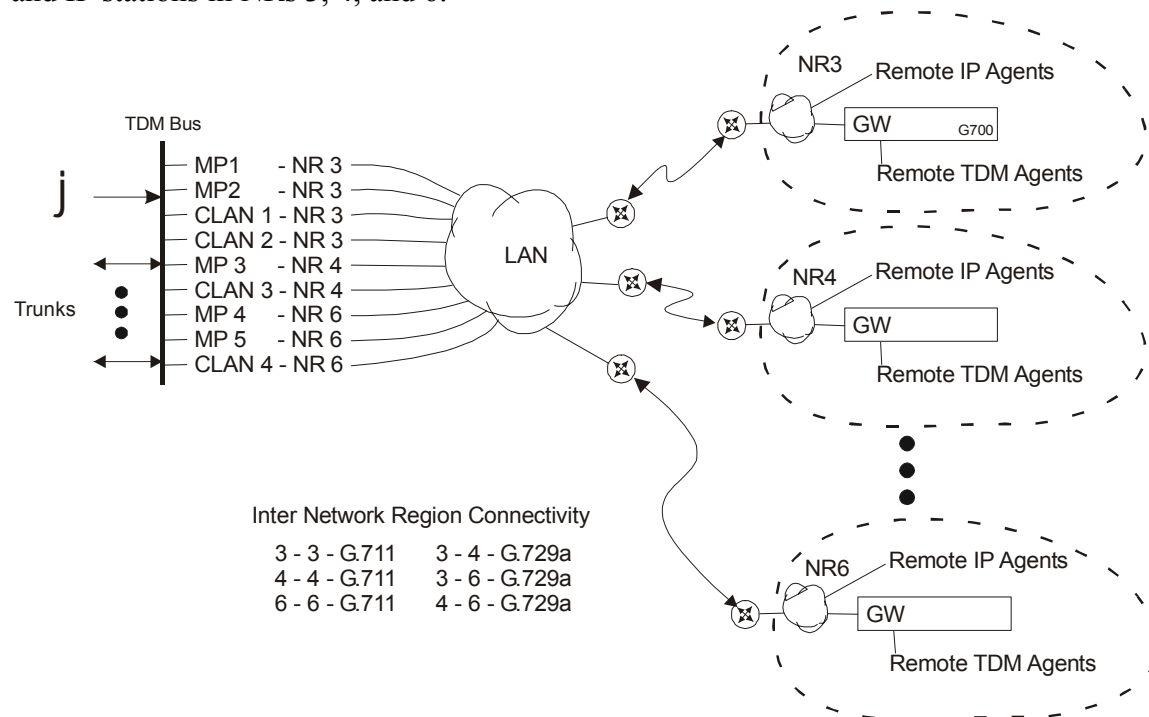 and IP stations in NRs 3, 4, and 6.
TDM Bus
j
Trunks
MP1 - NR 3
MP2 - NR 3
CLAN 1 - NR 3
CLAN 2 - NR 3
MP 3 - NR 4
CLAN 3 - NR 4
MP 4 - NR 6
MP 5 - NR 6
CLAN 4 - NR 6
LAN
NR3
Remote IP Agents
GW G700
Remote TDM Agents
NR4
Remote IP Agents
GW
Remote TDM Agents
NR6
Remote IP Agents
GW
Remote TDM Agents
Inter Network Region Connectivity
3 - 3 - G.711 3 - 4 - G.729a
4 - 4 - G.711 3 - 6 - G.729a
6 - 6 - G.711 4 - 6 - G.729a